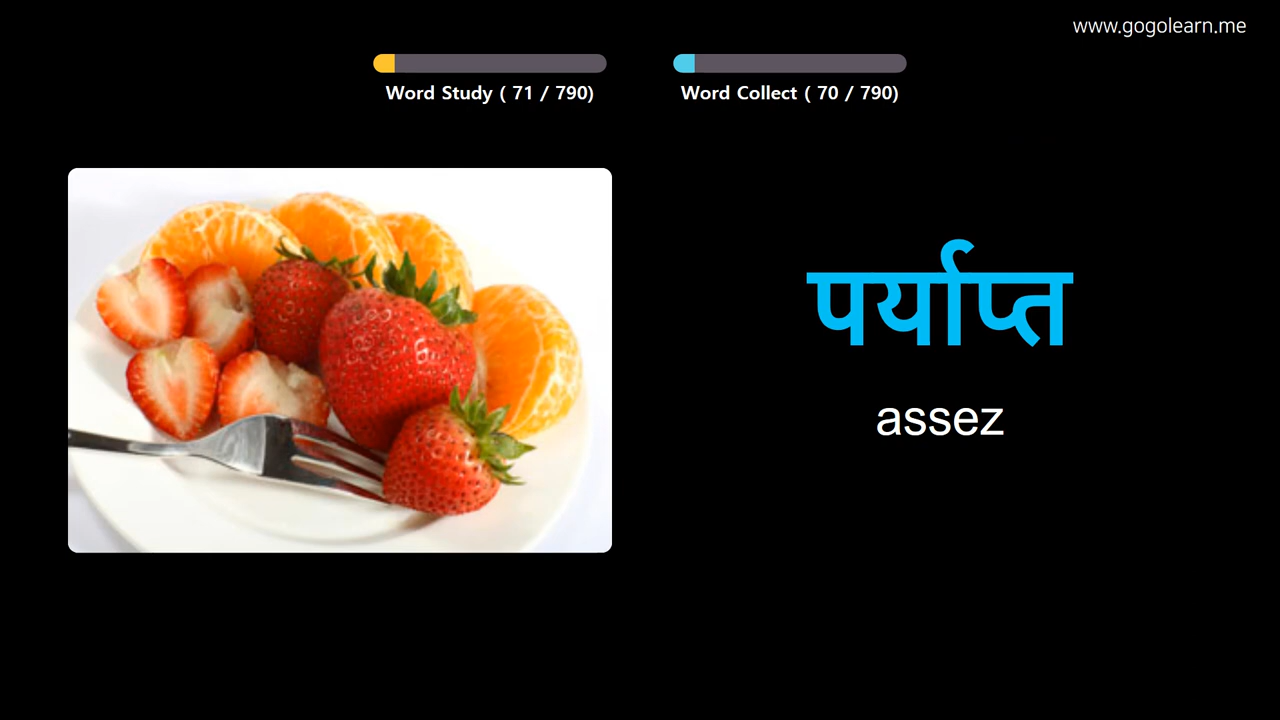 www.gogolearn.me
Word Study ( 71 / 790)
Word Collect ( 70 / 790)
पर्याप्त
assez